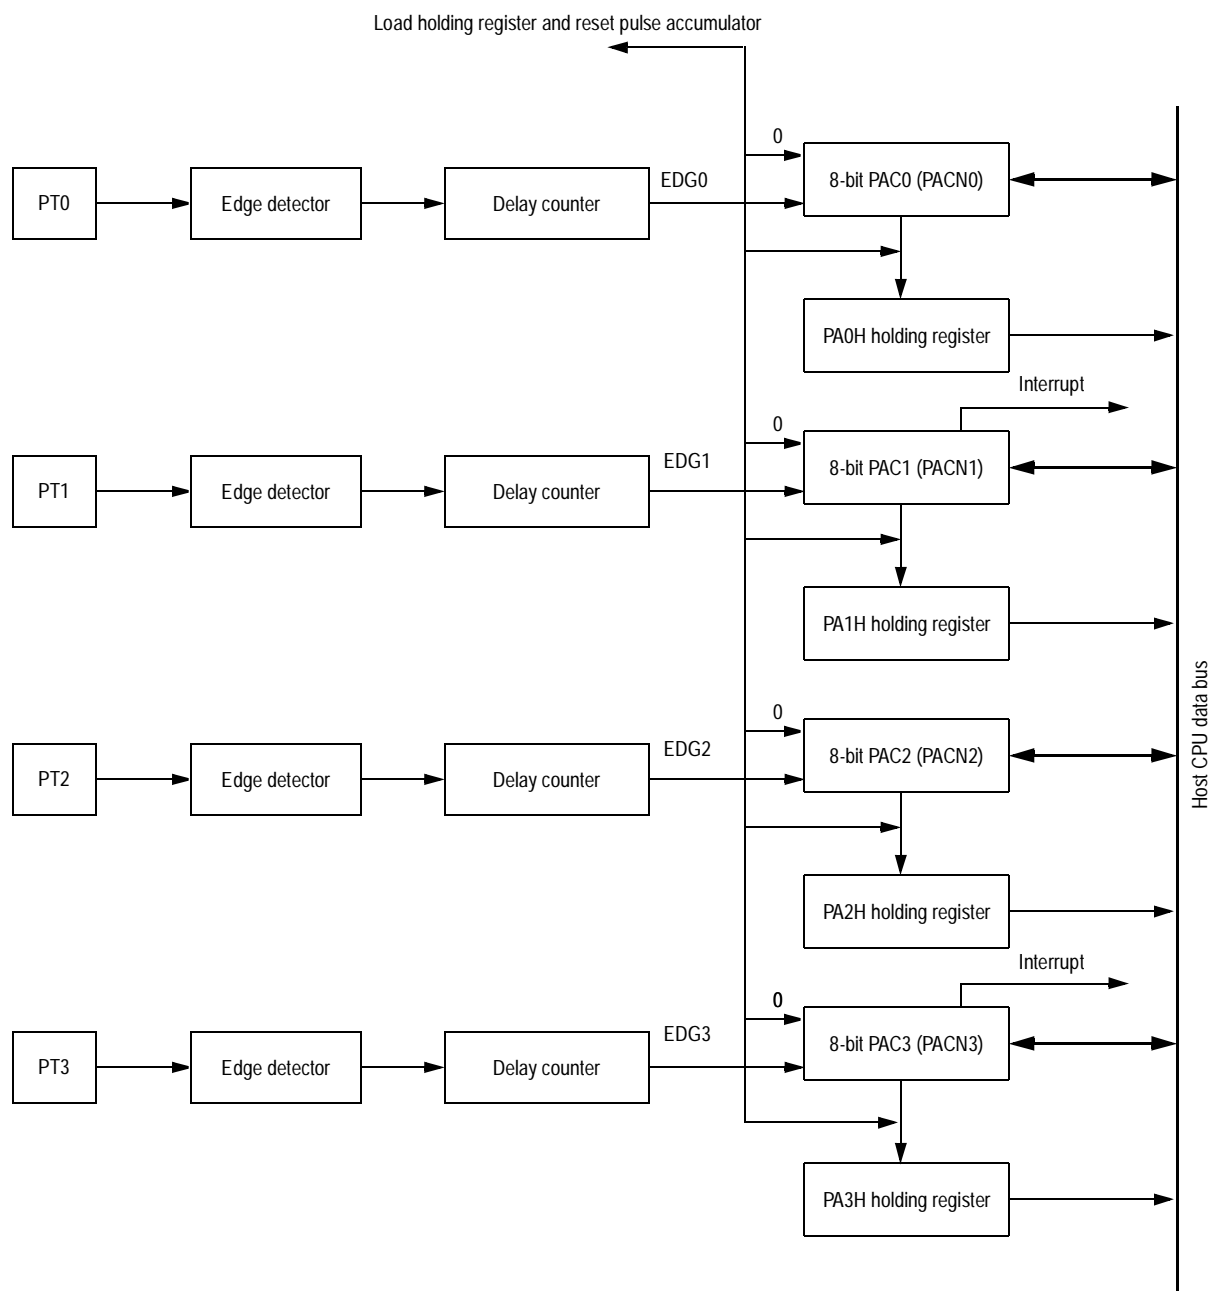 Load holding register and reset pulse accumulator
0
PT0
Edge detector
Delay counter
EDG0
8-bit PAC0 (PACN0)
PA0H holding register
Interrupt
0
PT1
Edge detector
Delay counter
EDG1
8-bit PAC1 (PACN1)
PA1H holding register
Host CPU data bus
0
PT2
Edge detector
Delay counter
EDG2
8-bit PAC2 (PACN2)
PA2H holding register
Interrupt
0
PT3
Edge detector
Delay counter
EDG3
8-bit PAC3 (PACN3)
PA3H holding register